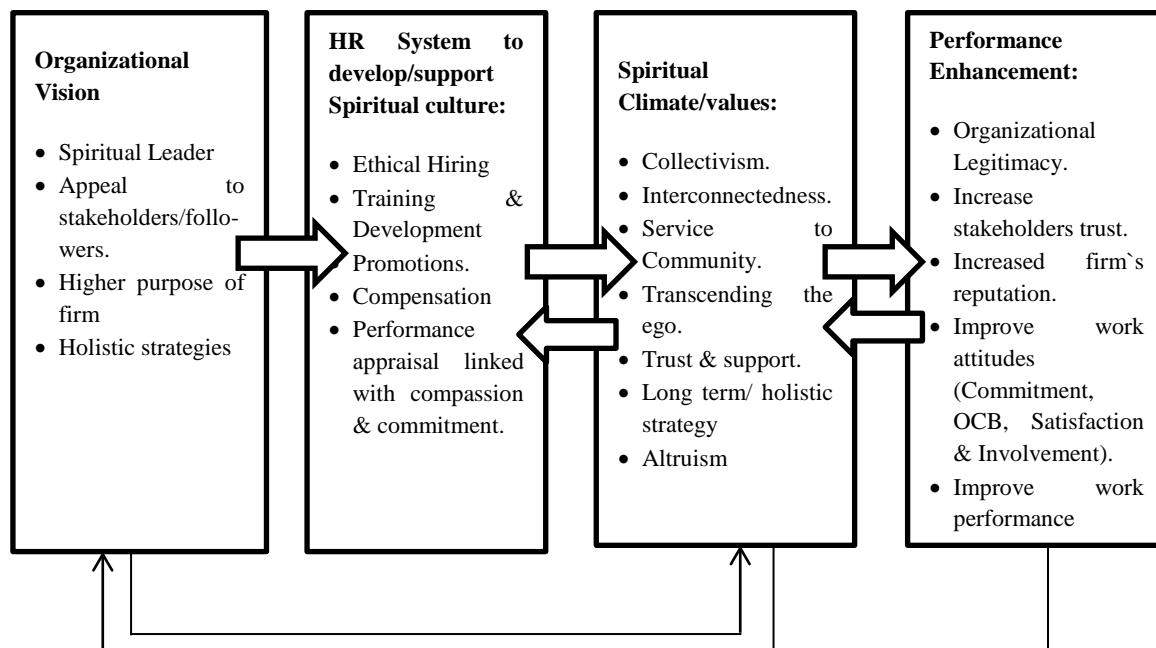 Organizational
Vision
• Spiritual Leader
• Appeal to
stakeholders/follo-
wers.
• Higher purpose of
firm
• Holistic strategies
HR System to
develop/support
Spiritual culture:
• Ethical Hiring
• Training &
Development
• Promotions.
• Compensation
• Performance
appraisal linked
with compassion
& commitment.
Spiritual
Climate/values:
• Collectivism.
• Interconnectedness.
• Service to
Community.
• Transcending the
ego.
• Trust & support.
• Long term/ holistic
strategy
• Altruism
Performance
Enhancement:
• Organizational
Legitimacy.
• Increase
stakeholders trust.
• Increased firm`s
reputation.
• Improve work
attitudes
(Commitment,
OCB, Satisfaction
& Involvement).
• Improve work
performance